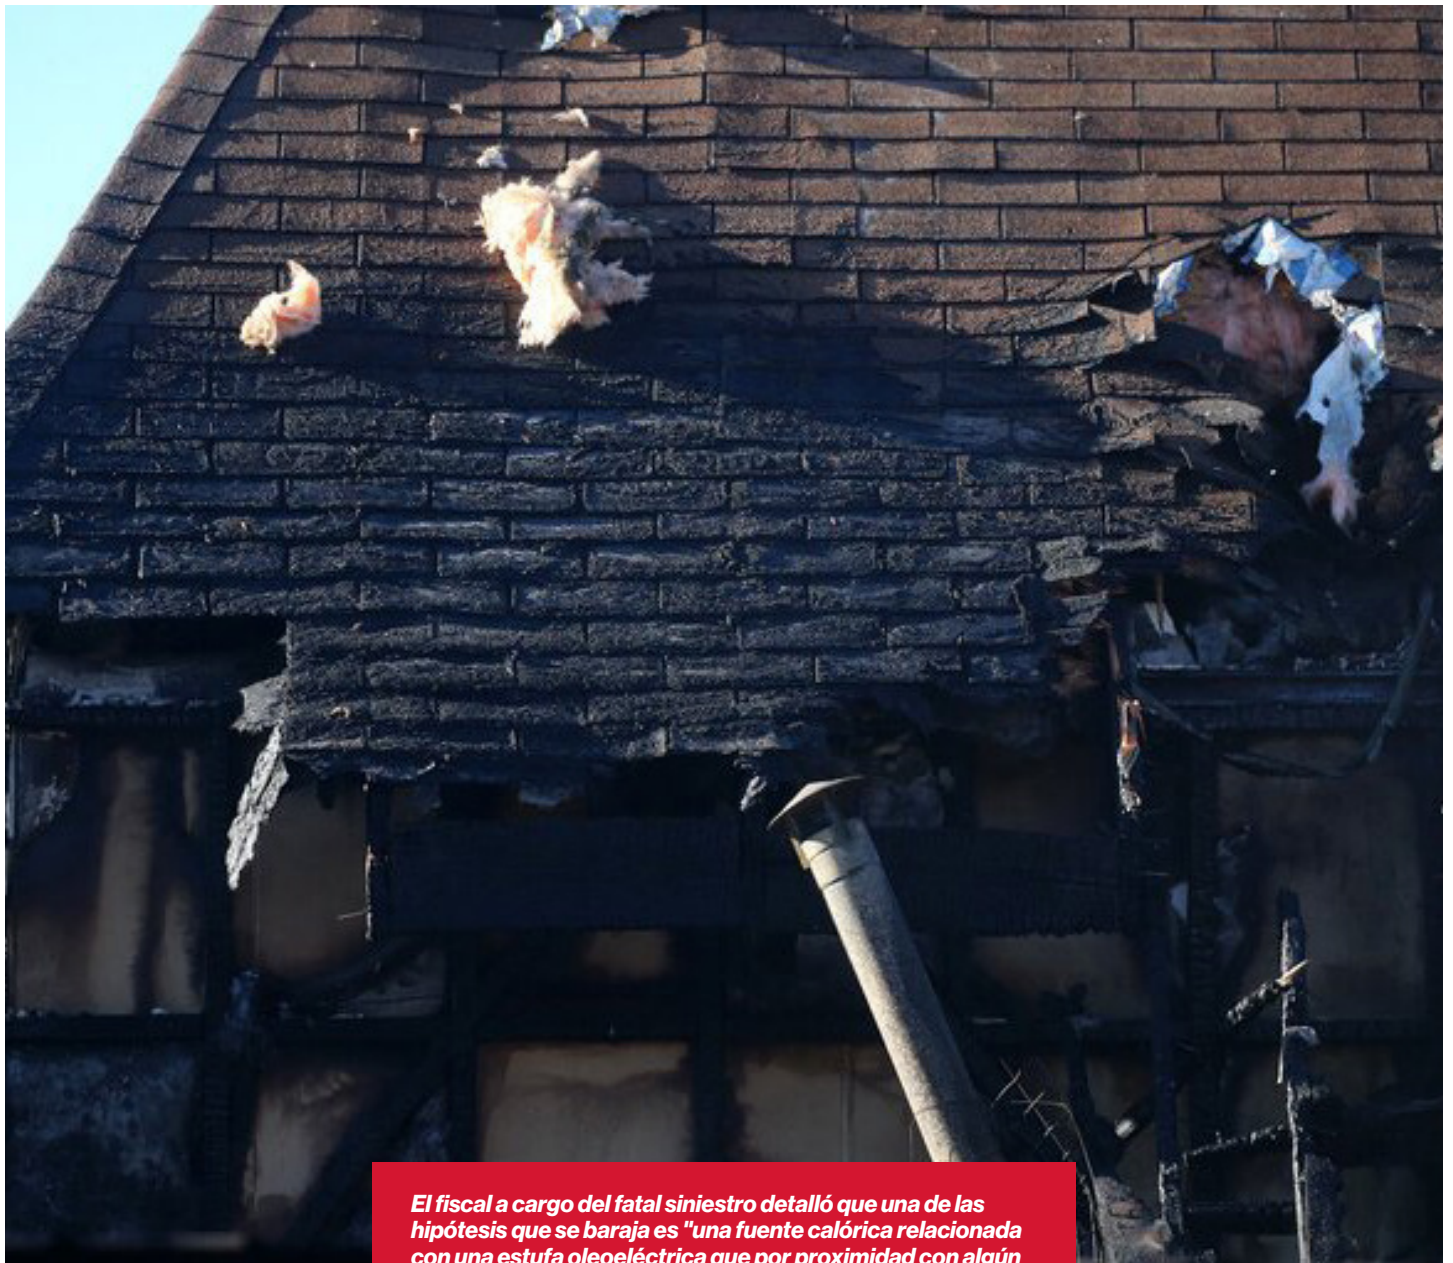 El fiscal a cargo del fatal siniestro detalló que una de las
hipótesis que se baraja es "una fuente calórica relacionada
con una estufa oleoeléctrica que por proximidad con algún